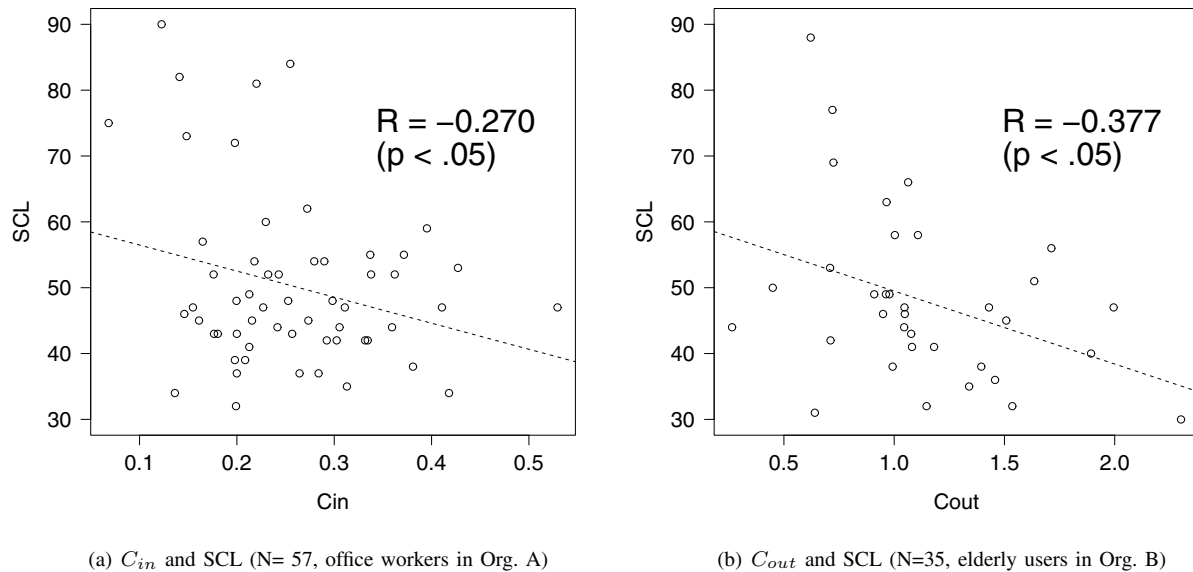 90
80
70
60
50
40
30
SCL
R = −0.270
(p < .05)
0.1 0.2 0.3 0.4 0.5
Cin
(a) Cin and SCL (N= 57, office workers in Org. A)
90
80
70
60
50
40
30
SCL
R = −0.377
(p < .05)
0.5 1.0 1.5 2.0
Cout
(b) Cout and SCL (N=35, elderly users in Org. B)